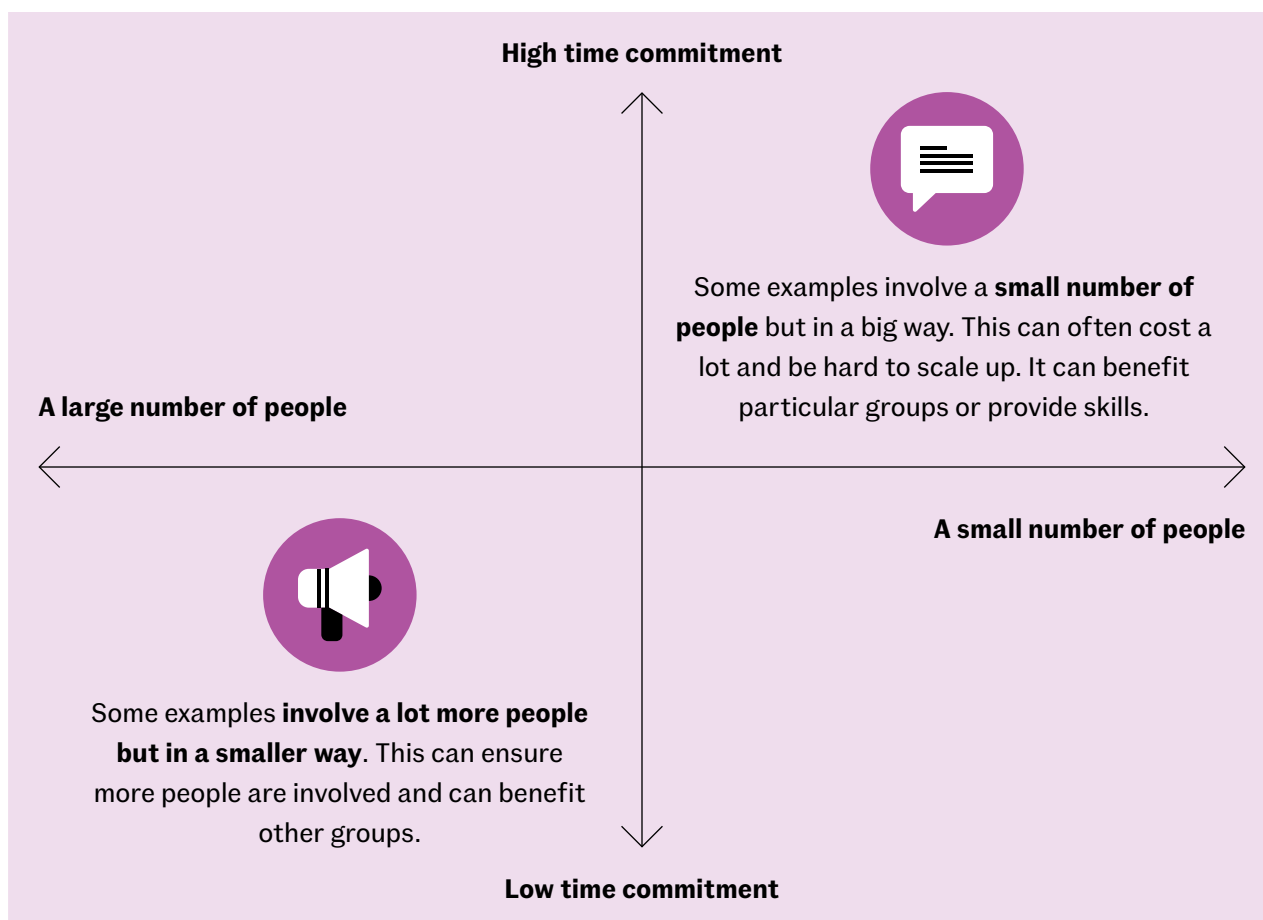 High time commitment
Some examples involve a small number of
people but in a big way. This can often cost a
lot and be hard to scale up. It can benefit
particular groups or provide skills.
A large number of people
A small number of people
Some examples involve a lot more people
but in a smaller way. This can ensure
more people are involved and can benefit
other groups.
Low time commitment